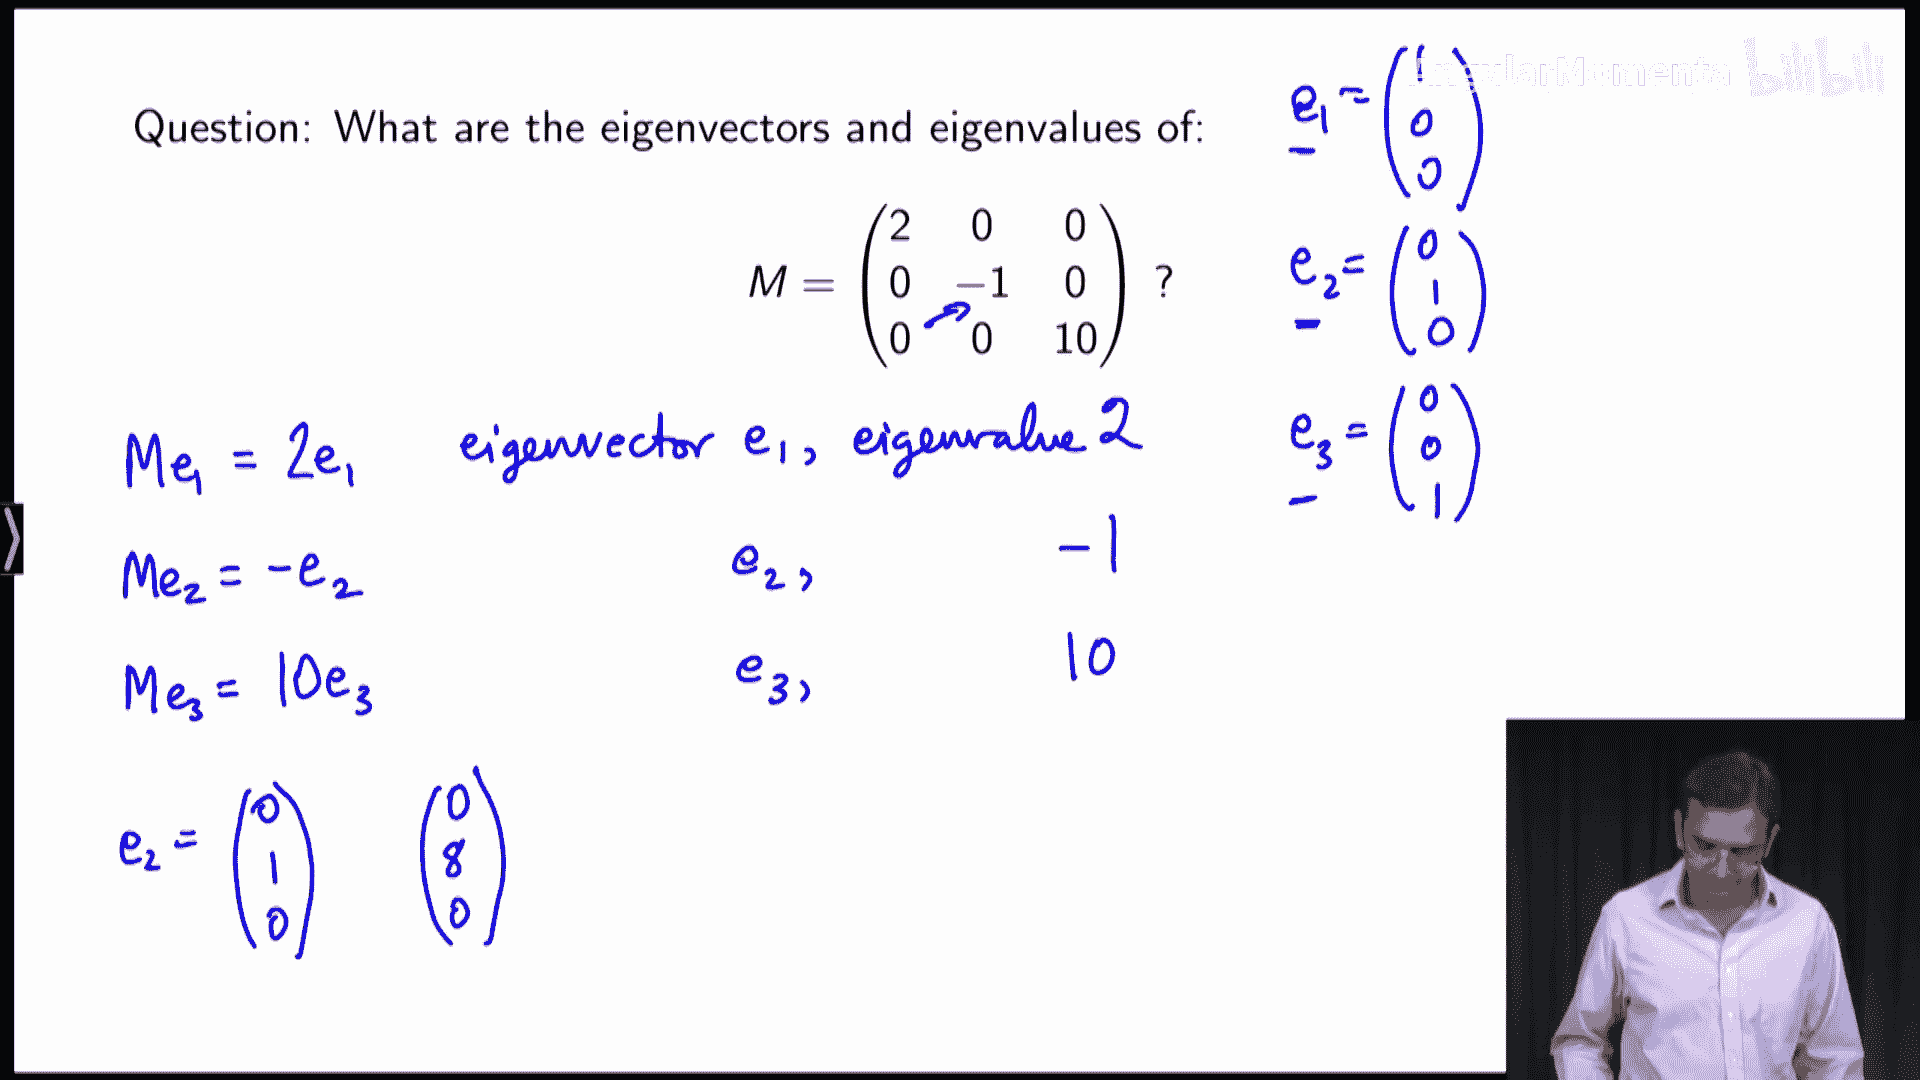 AngularMomenta bilibili
Question: What are the eigenvectors and eigenvalues of:
M = (2 0 0
0 −1 0
0 0 10) ?
e₁ = (1
0
0)
e₂ = (0
1
0)
e₃ = (0
0
1)
Me₁ = 2e₁ eigenvector e₁, eigenvalue 2
Me₂ = -e₂ e₂, -1
Me₃ = 10e₃ e₃, 10
e₂ = (0
1
0) (0
8
0)